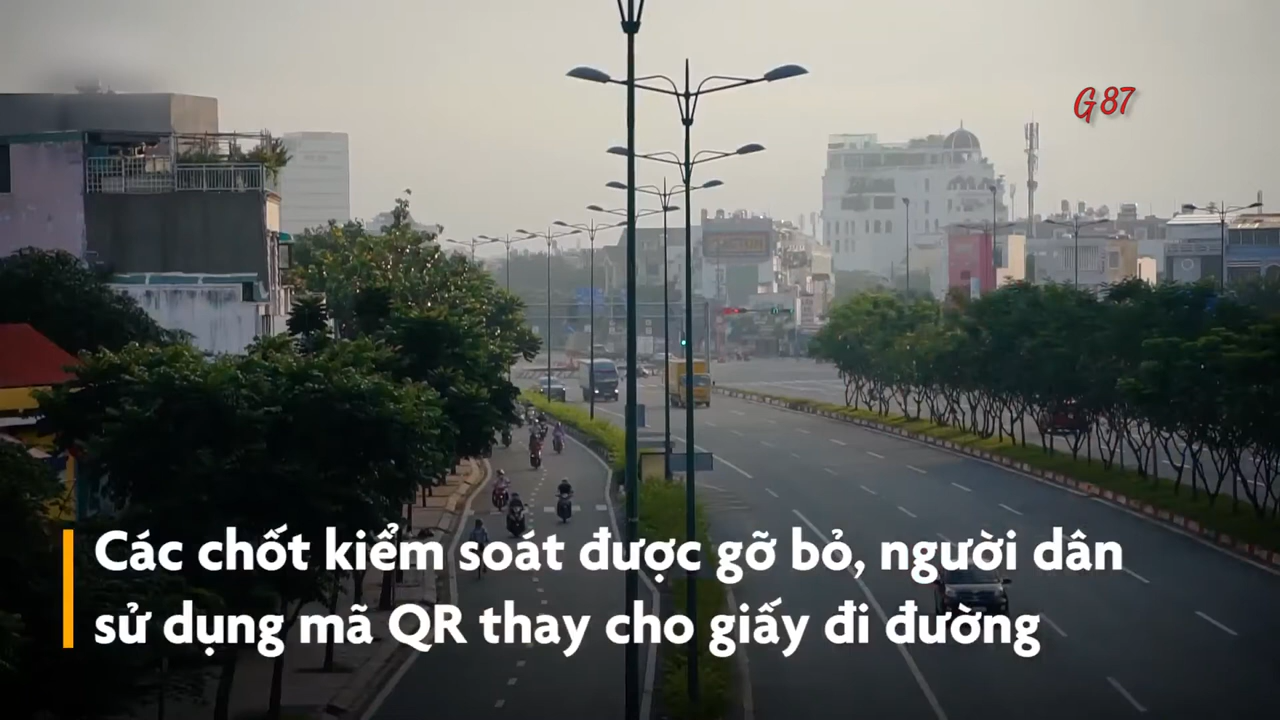 G87
Các chốt kiểm soát được gỡ bỏ, người dân
sử dụng mã QR thay cho giấy đi đường